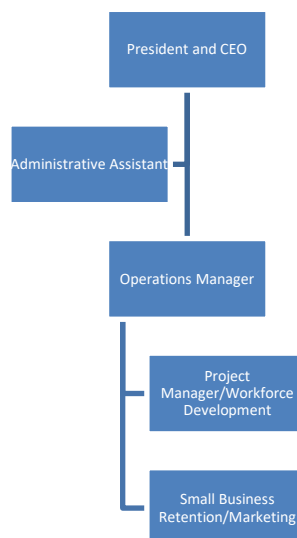 President and CEO
Administrative Assistant
Operations Manager
Project
Manager/Workforce
Development
Small Business
Retention/Marketing